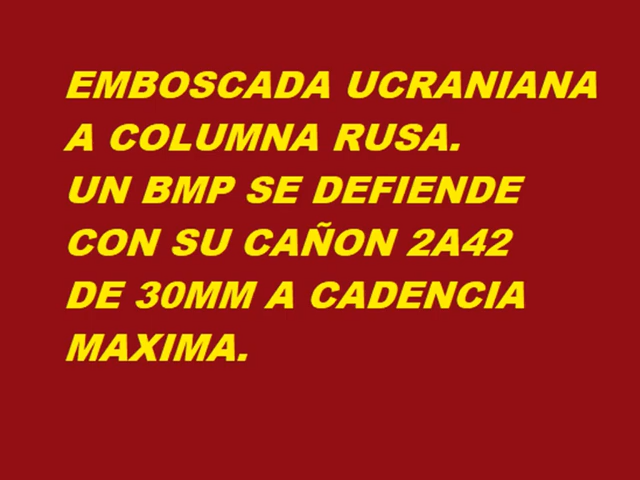 EMBOSCADA UCRANIANA
A COLUMNA RUSA.
UN BMP SE DEFIENDE
CON SU CAÑON 2A42
DE 30MM A CADENCIA
MAXIMA.